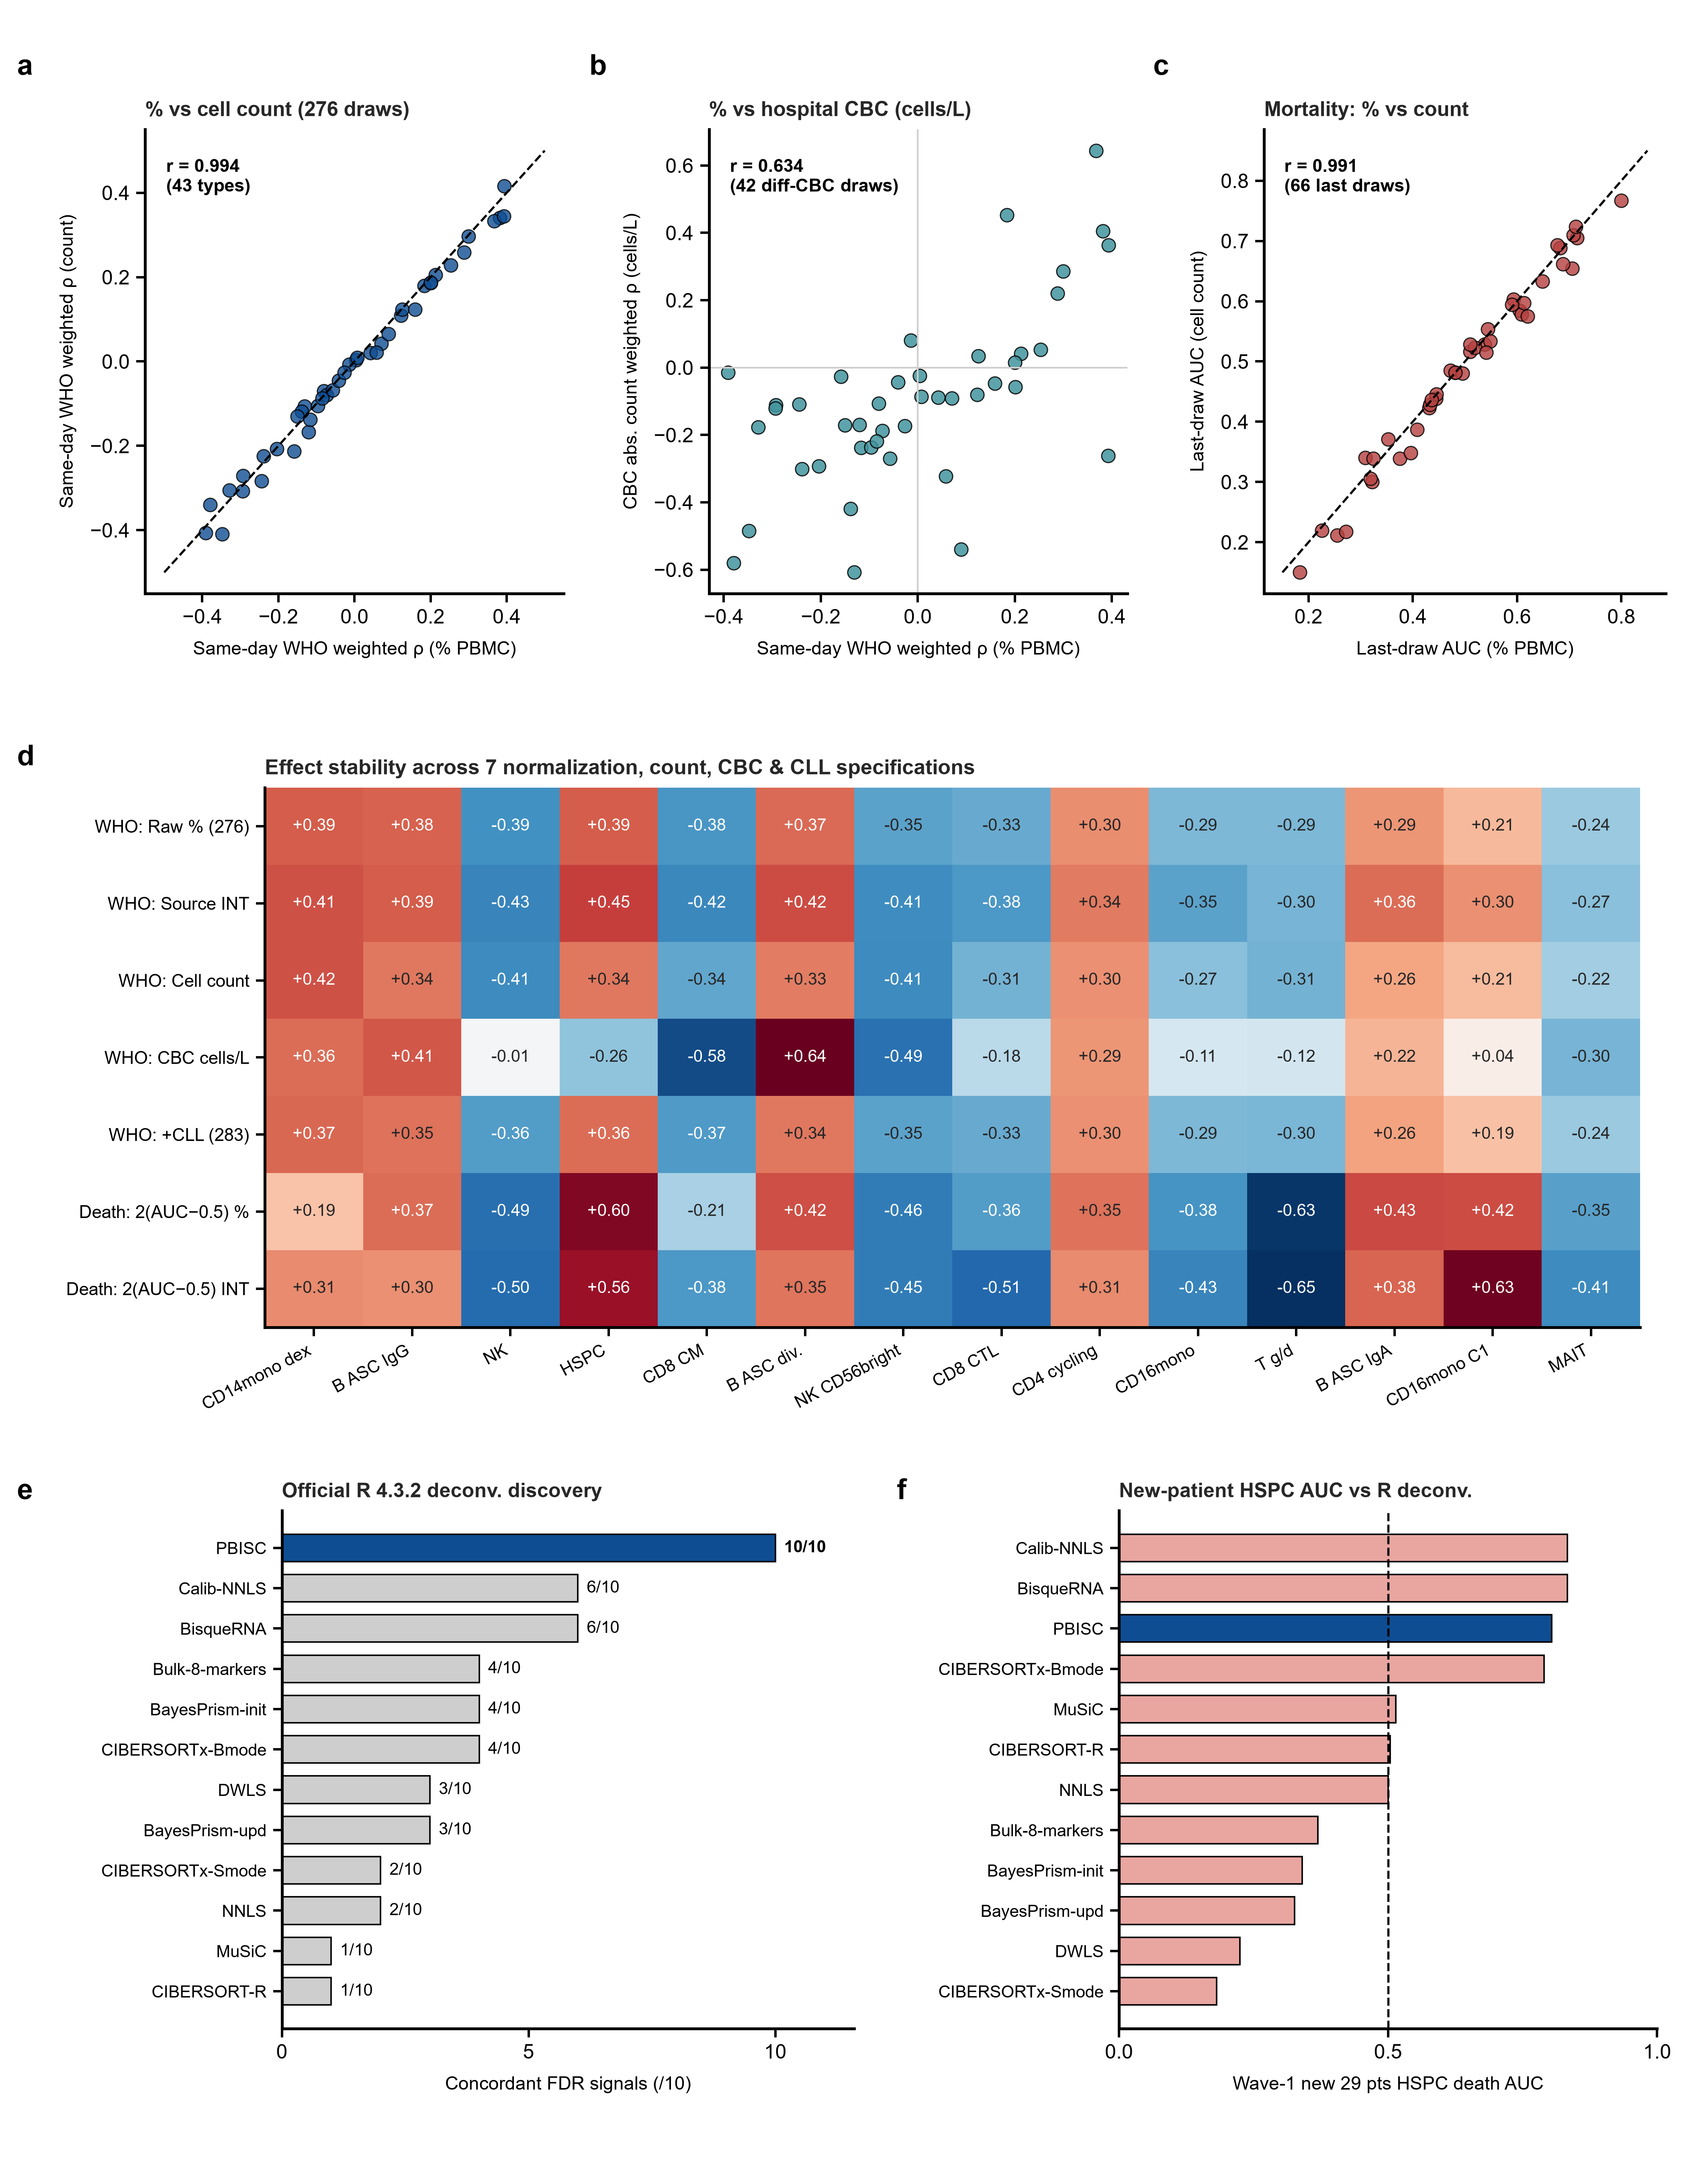 a
% vs cell count (276 draws)
r = 0.994
(43 types)
0.4
0.2
0.0
−0.2
−0.4
−0.4
−0.2
0.0
0.2
0.4
Same-day WHO weighted ρ (count)
Same-day WHO weighted ρ (% PBMC)
b
% vs hospital CBC (cells/L)
r = 0.634
(42 diff-CBC draws)
0.6
0.4
0.2
0.0
−0.2
−0.4
−0.6
−0.4
−0.2
0.0
0.2
0.4
CBC abs. count weighted ρ (cells/L)
Same-day WHO weighted ρ (% PBMC)
c
Mortality: % vs count
r = 0.991
(66 last draws)
0.8
0.7
0.6
0.5
0.4
0.3
0.2
0.2
0.4
0.6
0.8
Last-draw AUC (cell count)
Last-draw AUC (% PBMC)
d
Effect stability across 7 normalization, count, CBC & CLL specifications
WHO: Raw % (276) +0.39 +0.38 -0.39 +0.39 -0.38 +0.37 -0.35 -0.33 +0.30 -0.29 -0.29 +0.29 +0.21 -0.24
WHO: Source INT +0.41 +0.39 -0.43 +0.45 -0.42 +0.42 -0.41 -0.38 +0.34 -0.35 -0.30 +0.36 +0.30 -0.27
WHO: Cell count +0.42 +0.34 -0.41 +0.34 -0.34 +0.33 -0.41 -0.31 +0.30 -0.27 -0.31 +0.26 +0.21 -0.22
WHO: CBC cells/L +0.36 +0.41 -0.01 -0.26 -0.58 +0.64 -0.49 -0.18 +0.29 -0.11 -0.12 +0.22 +0.04 -0.30
WHO: +CLL (283) +0.37 +0.35 -0.36 +0.36 -0.37 +0.34 -0.35 -0.33 +0.30 -0.29 -0.30 +0.26 +0.19 -0.24
Death: 2(AUC−0.5) % +0.19 +0.37 -0.49 +0.60 -0.21 +0.42 -0.46 -0.36 +0.35 -0.38 -0.63 +0.43 +0.42 -0.35
Death: 2(AUC−0.5) INT +0.31 +0.30 -0.50 +0.56 -0.38 +0.35 -0.45 -0.51 +0.31 -0.43 -0.65 +0.38 +0.63 -0.41
CD14mono dex
B ASC IgG
NK
HSPC
CD8 CM
B ASC div.
NK CD56bright
CD8 CTL
CD4 cycling
CD16mono
T g/d
B ASC IgA
CD16mono C1
MAIT
e
Official R 4.3.2 deconv. discovery
PBISC 10/10
Calib-NNLS 6/10
BisqueRNA 6/10
Bulk-8-markers 4/10
BayesPrism-init 4/10
CIBERSORTx-Bmode 4/10
DWLS 3/10
BayesPrism-upd 3/10
CIBERSORTx-Smode 2/10
NNLS 2/10
MuSiC 1/10
CIBERSORT-R 1/10
0
5
10
Concordant FDR signals (/10)
f
New-patient HSPC AUC vs R deconv.
Calib-NNLS
BisqueRNA
PBISC
CIBERSORTx-Bmode
MuSiC
CIBERSORT-R
NNLS
Bulk-8-markers
BayesPrism-init
BayesPrism-upd
DWLS
CIBERSORTx-Smode
0.0
0.5
1.0
Wave-1 new 29 pts HSPC death AUC